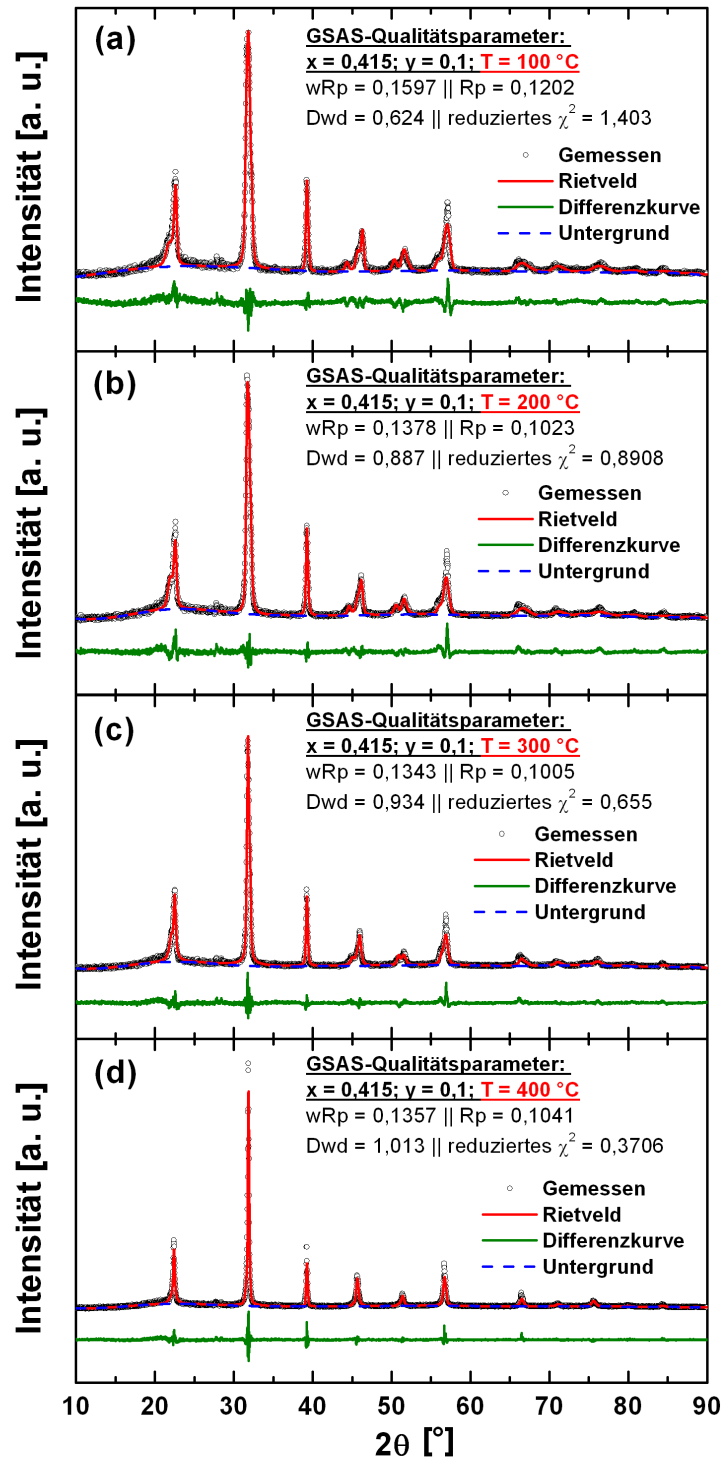 (a)
GSAS-Qualitätsparameter:
x = 0,415; y = 0,1; T = 100 °C
wRp = 0,1597 || Rp = 0,1202
Dwd = 0,624 || reduziertes χ² = 1,403
Gemessen
Rietveld
Differenzkurve
Untergrund
Intensität [a. u.]
(b)
GSAS-Qualitätsparameter:
x = 0,415; y = 0,1; T = 200 °C
wRp = 0,1378 || Rp = 0,1023
Dwd = 0,887 || reduziertes χ² = 0,8908
Gemessen
Rietveld
Differenzkurve
Untergrund
Intensität [a. u.]
(c)
GSAS-Qualitätsparameter:
x = 0,415; y = 0,1; T = 300 °C
wRp = 0,1343 || Rp = 0,1005
Dwd = 0,934 || reduziertes χ² = 0,655
Gemessen
Rietveld
Differenzkurve
Untergrund
Intensität [a. u.]
(d)
GSAS-Qualitätsparameter:
x = 0,415; y = 0,1; T = 400 °C
wRp = 0,1357 || Rp = 0,1041
Dwd = 1,013 || reduziertes χ² = 0,3706
Gemessen
Rietveld
Differenzkurve
Untergrund
Intensität [a. u.]
10 20 30 40 50 60 70 80 90
2θ [°]